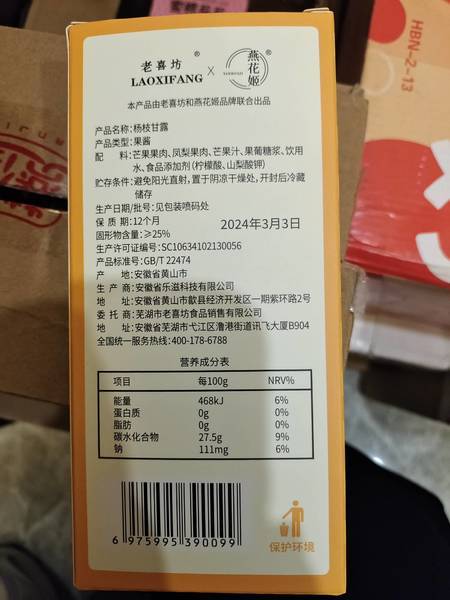 老喜坊
LAOXIFANG
®
×
燕花姬
®
本产品由老喜坊和燕花姬品牌联合出品
产品名称:杨枝甘露
产品类型:果酱
配 料:芒果果肉、凤梨果肉、芒果汁、果葡糖浆、饮用
水、食品添加剂(柠檬酸、山梨酸钾)
贮存条件:避免阳光直射,置于阴凉干燥处,开封后冷藏
储存
生产日期/批号:见包装喷码处
保 质 期:12个月
2024年3月3日
固形物含量:≥25%
生产许可证编号:SC10634102130056
产品标准号:GB/T 22474
产 地:安徽省黄山市
生 产 商:安徽省乐滋科技有限公司
地 址:安徽省黄山市歙县经济开发区一期紫环路2号
委 托 商:芜湖市老喜坊食品销售有限公司
地 址:安徽省芜湖市弋江区澛港街道讯飞大厦B904
全国统一服务热线:400-178-6788
营养成分表
项目 每100g NRV%
能量 468kJ 6%
蛋白质 0g 0%
脂肪 0g 0%
碳水化合物 27.5g 9%
钠 111mg 6%
6 975995 390099
保护环境
HBN-2-13